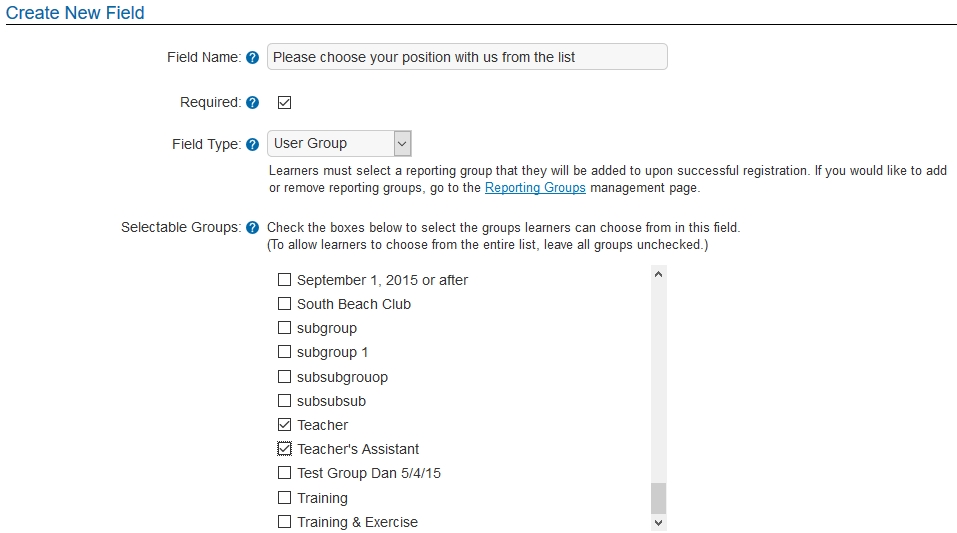 Create New Field
Field Name: ? Please choose your position with us from the list
Required: ?
Field Type: ? User Group
Learners must select a reporting group that they will be added to upon successful registration. If you would like to add
or remove reporting groups, go to the Reporting Groups management page.
Selectable Groups: ? Check the boxes below to select the groups learners can choose from in this field.
(To allow learners to choose from the entire list, leave all groups unchecked.)
September 1, 2015 or after
South Beach Club
subgroup
subgroup 1
subsubgrouop
subsubsub
Teacher
Teacher's Assistant
Test Group Dan 5/4/15
Training
Training & Exercise